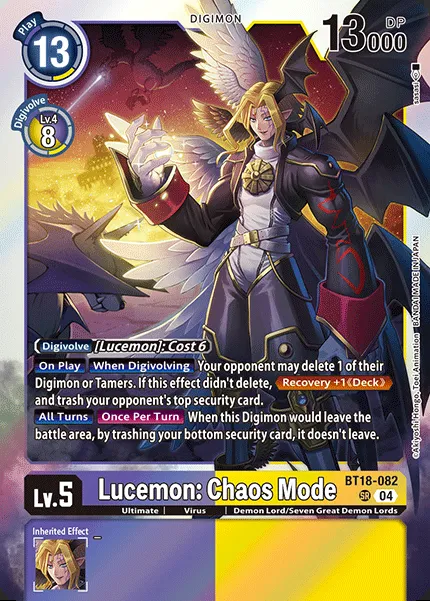 DIGIMON
Play
13
13000 DP
Digivolve
Lv.4
8
Digivolve [Lucemon]: Cost 6
On Play When Digivolving Your opponent may delete 1 of their
Digimon or Tamers. If this effect didn't delete, Recovery +1《Deck》
and trash your opponent's top security card.
All Turns Once Per Turn When this Digimon would leave the
battle area, by trashing your bottom security card, it doesn't leave.
©Akiyoshi Hongo, Toei Animation BANDAI MADE IN JAPAN
Lv.5
Lucemon: Chaos Mode
BT18-082
SR 04
Ultimate | Virus | Demon Lord/Seven Great Demon Lords
Inherited Effect
–